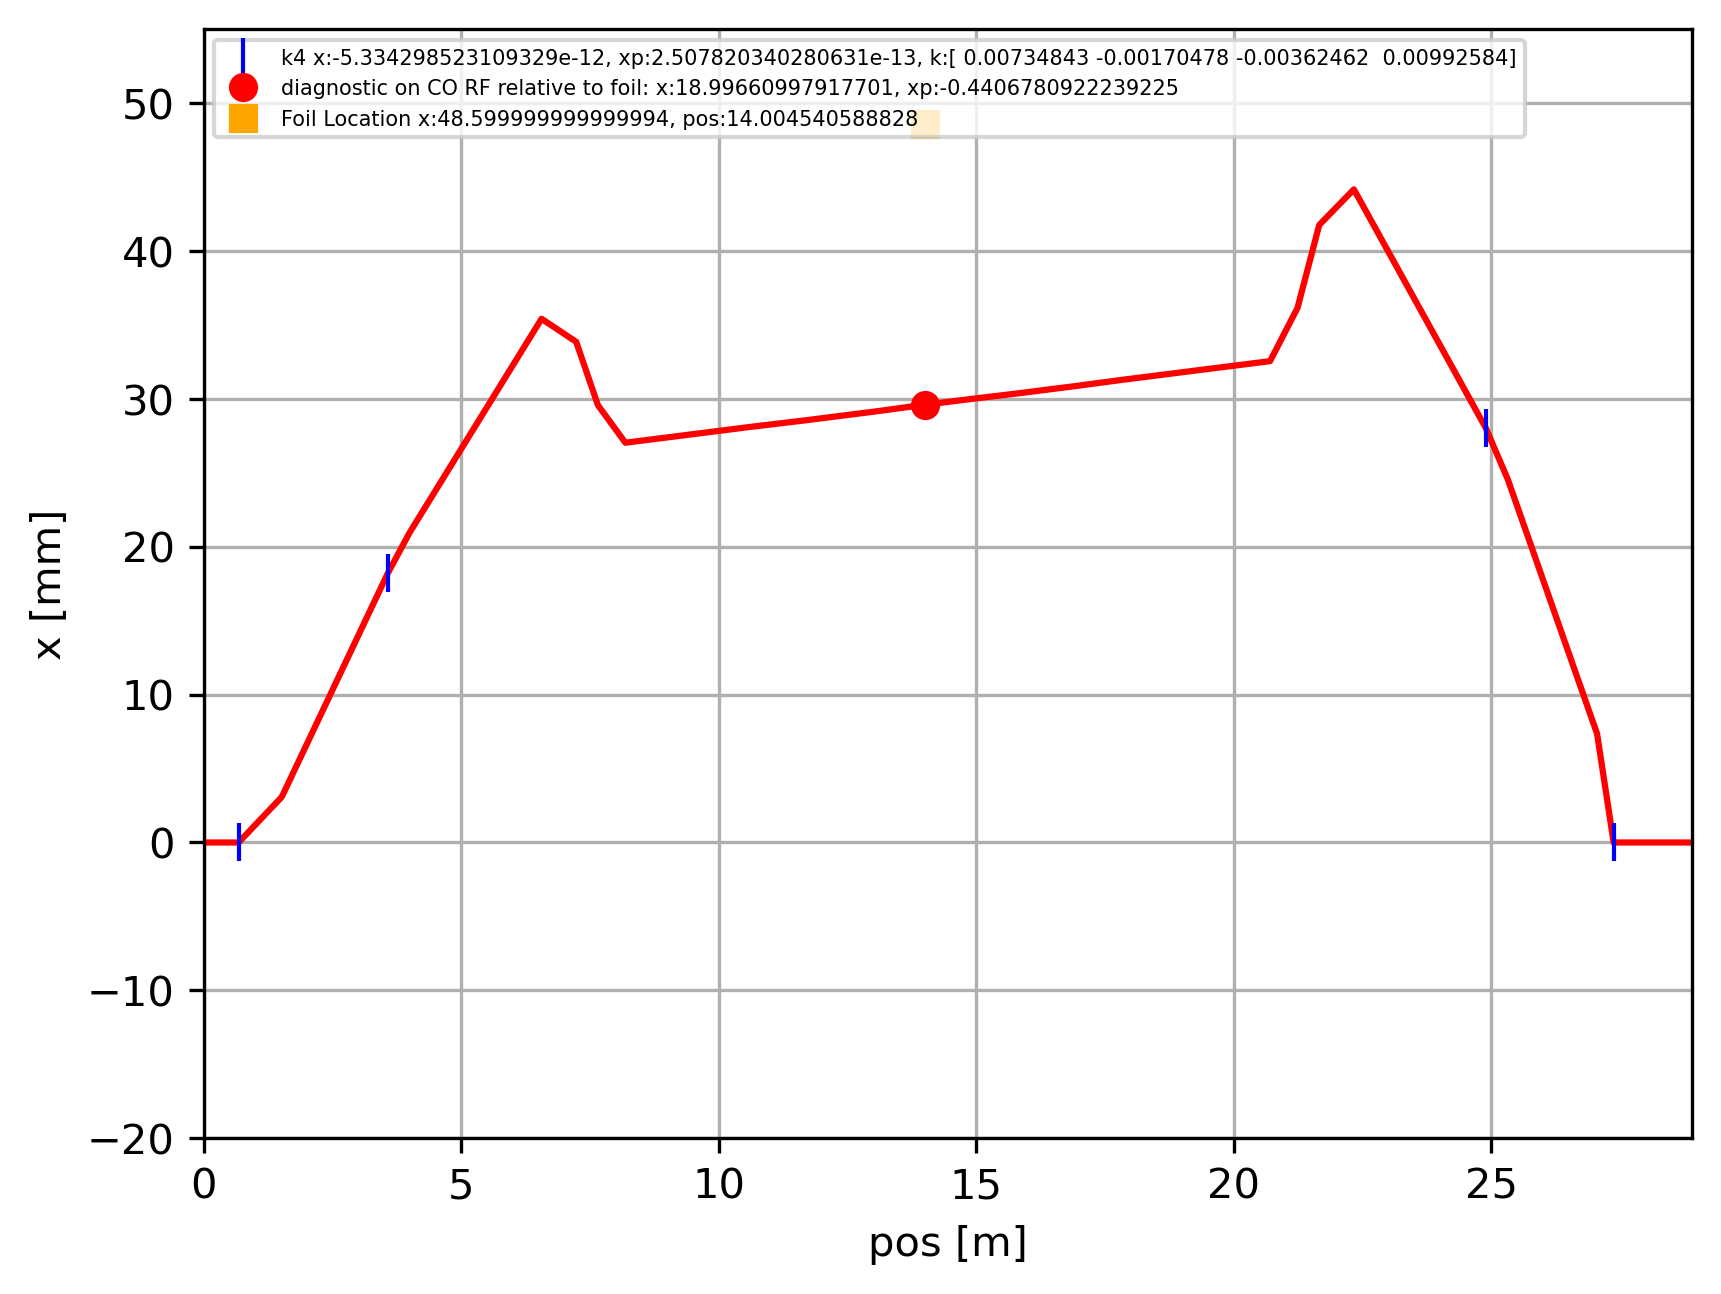 k4 x:-5.334298523109329e-12, xp:2.507820340280631e-13, k:[ 0.00734843 -0.00170478 -0.00362462  0.00992584]
diagnostic on CO RF relative to foil: x:18.99660997917701, xp:-0.4406780922239225
Foil Location x:48.599999999999994, pos:14.004540588828
50
40
30
20
10
0
−10
−20
x [mm]
0 5 10 15 20 25
pos [m]